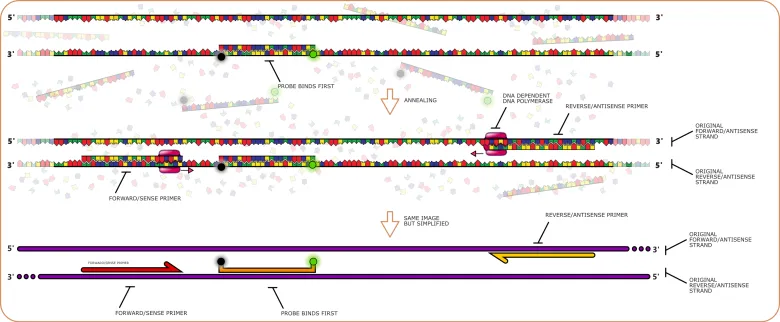 5' 3'
3' 5'
PROBE BINDS FIRST
ANNEALING
DNA DEPENDENT
DNA POLYMERASE
REVERSE/ANTISENSE PRIMER
5' 3'
ORIGINAL
FORWARD/ANTISENSE
STRAND
3' 5'
ORIGINAL
REVERSE/ANTISENSE
STRAND
FORWARD/SENSE PRIMER
SAME IMAGE
BUT SIMPLIFIED
REVERSE/ANTISENSE PRIMER
5' 3'
ORIGINAL
FORWARD/ANTISENSE
STRAND
FORWARD/SENSE PRIMER
3' 5'
ORIGINAL
REVERSE/ANTISENSE
STRAND
FORWARD/SENSE PRIMER
PROBE BINDS FIRST